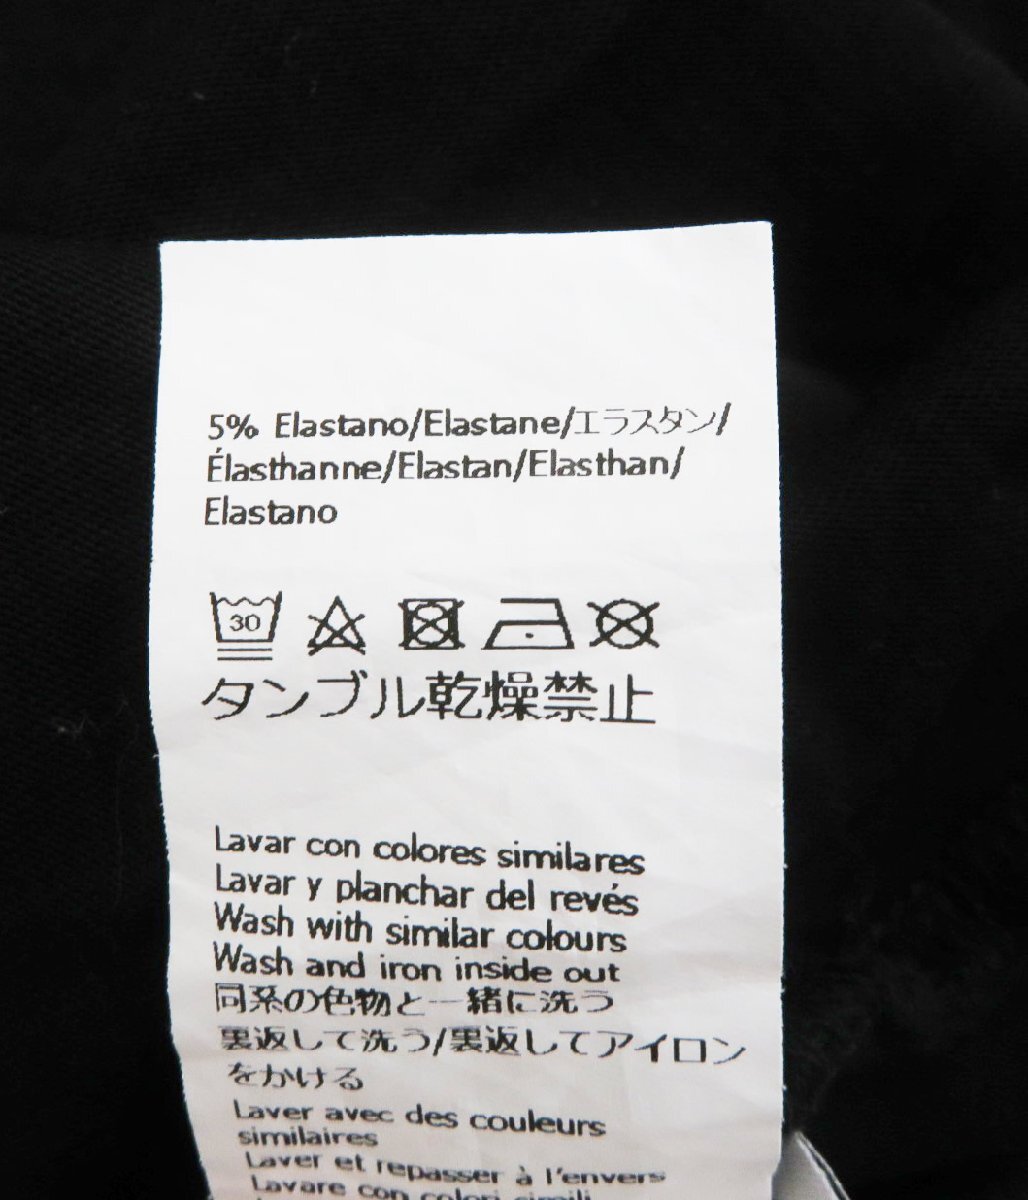 5% Elastano/Elastane/エラスタン/
Élasthanne/Elastan/Elasthan/
Elastano
30
タンブル乾燥禁止
Lavar con colores similares
Lavar y planchar del revés
Wash with similar colours
Wash and iron inside out
同系の色物と一緒に洗う
裏返して洗う/裏返してアイロン
をかける
Laver avec des couleurs
similaires
Laver et repasser à l'envers
Lavare con colori simili